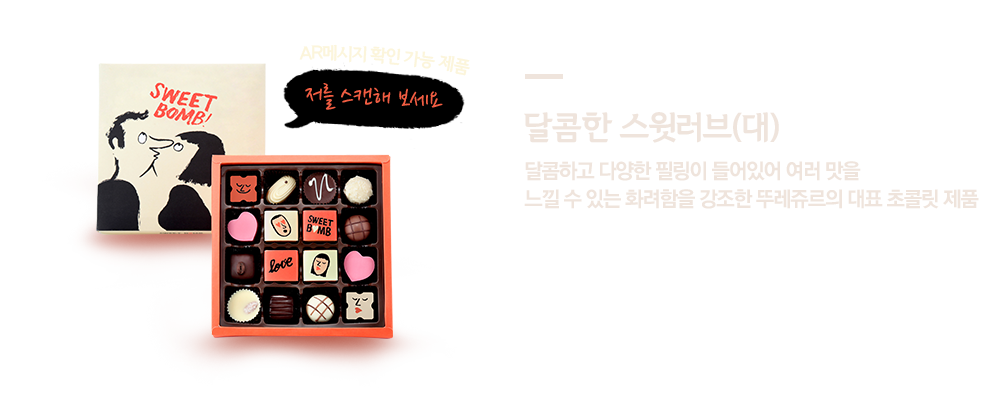 AR메시지 확인 가능 제품
저를 스캔해 보세요
SWEET
BOMB!
SWEET
BOMB
love
달콤한 스윗러브(대)
달콤하고 다양한 필링이 들어있어 여러 맛을
느낄 수 있는 화려함을 강조한 뚜레쥬르의 대표 초콜릿 제품